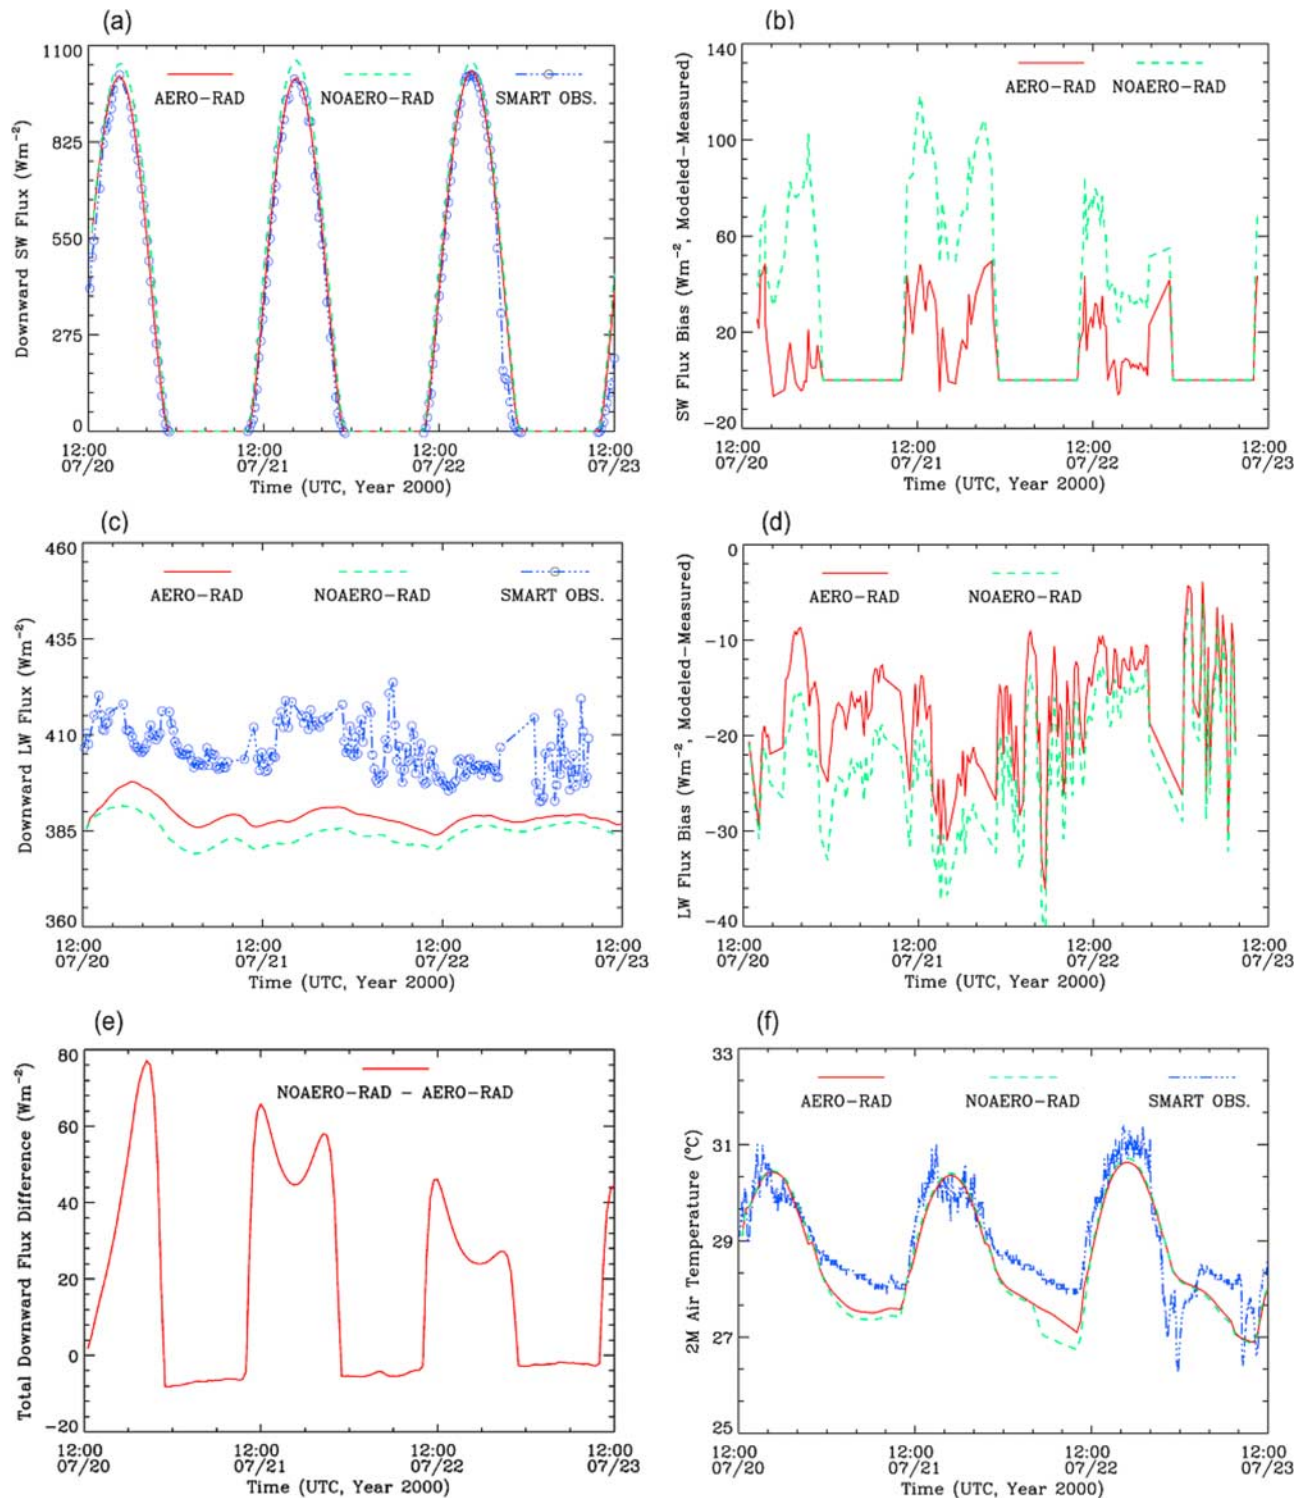 (a)
1100
825
550
275
0
Downward SW Flux (Wm⁻²)
AERO-RAD NOAERO-RAD SMART OBS.
12:00 12:00 12:00 12:00
07/20 07/21 07/22 07/23
Time (UTC, Year 2000)
(b)
140
100
60
20
-20
SW Flux Bias (Wm⁻², Modeled-Measured)
AERO-RAD NOAERO-RAD
12:00 12:00 12:00 12:00
07/20 07/21 07/22 07/23
Time (UTC, Year 2000)
(c)
460
435
410
385
360
Downward LW Flux (Wm⁻²)
AERO-RAD NOAERO-RAD SMART OBS.
12:00 12:00 12:00 12:00
07/20 07/21 07/22 07/23
Time (UTC, Year 2000)
(d)
0
-10
-20
-30
-40
LW Flux Bias (Wm⁻², Modeled-Measured)
AERO-RAD NOAERO-RAD
12:00 12:00 12:00 12:00
07/20 07/21 07/22 07/23
Time (UTC, Year 2000)
(e)
80
60
40
20
0
-20
Total Downward Flux Difference (Wm⁻²)
NOAERO-RAD - AERO-RAD
12:00 12:00 12:00 12:00
07/20 07/21 07/22 07/23
Time (UTC, Year 2000)
(f)
33
31
29
27
25
2M Air Temperature (°C)
AERO-RAD NOAERO-RAD SMART OBS.
12:00 12:00 12:00 12:00
07/20 07/21 07/22 07/23
Time (UTC, Year 2000)